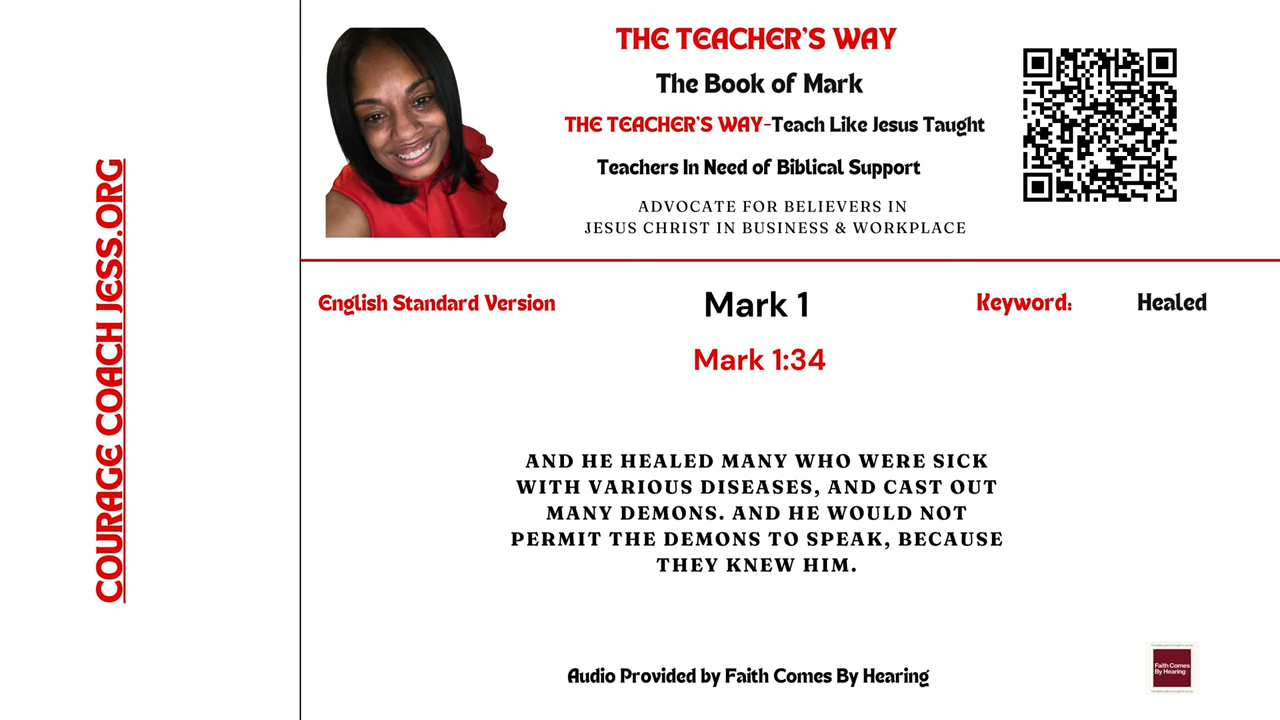 COURAGE COACH JESS.ORG
THE TEACHER'S WAY
The Book of Mark
THE TEACHER'S WAY-Teach Like Jesus Taught
Teachers In Need of Biblical Support
ADVOCATE FOR BELIEVERS IN
JESUS CHRIST IN BUSINESS & WORKPLACE
English Standard Version
Mark 1
Keyword:
Healed
Mark 1:34
AND HE HEALED MANY WHO WERE SICK
WITH VARIOUS DISEASES, AND CAST OUT
MANY DEMONS. AND HE WOULD NOT
PERMIT THE DEMONS TO SPEAK, BECAUSE
THEY KNEW HIM.
Audio Provided by Faith Comes By Hearing
Faith Comes
By Hearing